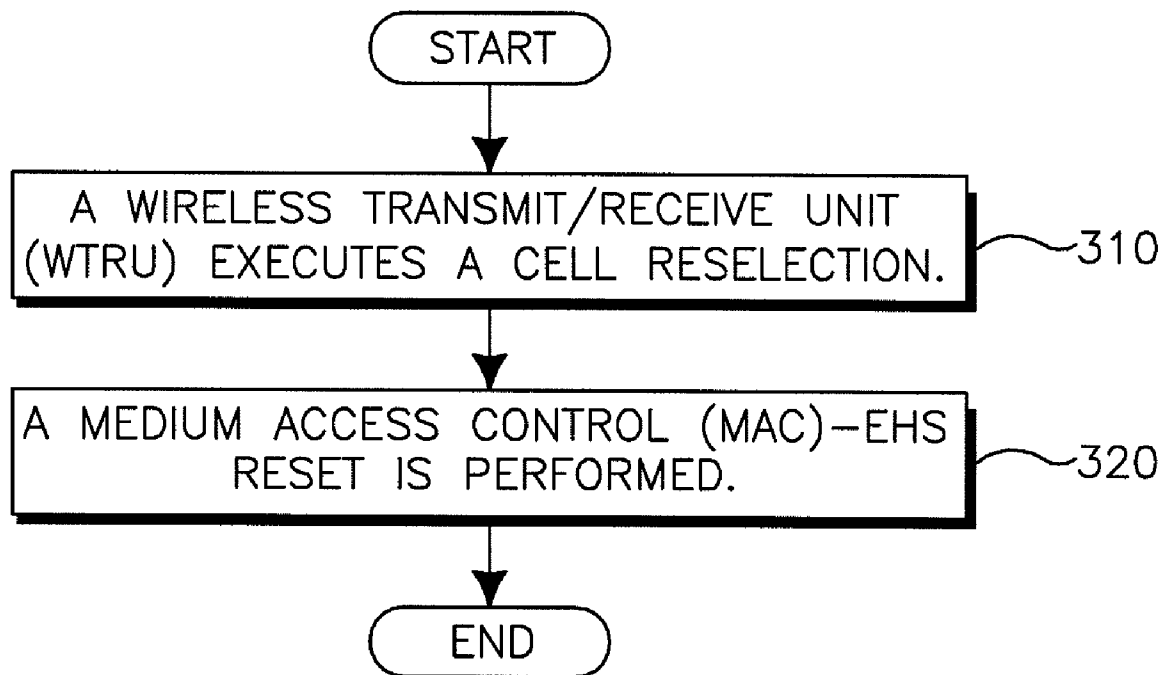 START
A WIRELESS TRANSMIT/RECEIVE UNIT
(WTRU) EXECUTES A CELL RESELECTION.
310
A MEDIUM ACCESS CONTROL (MAC)-EHS
RESET IS PERFORMED.
320
END